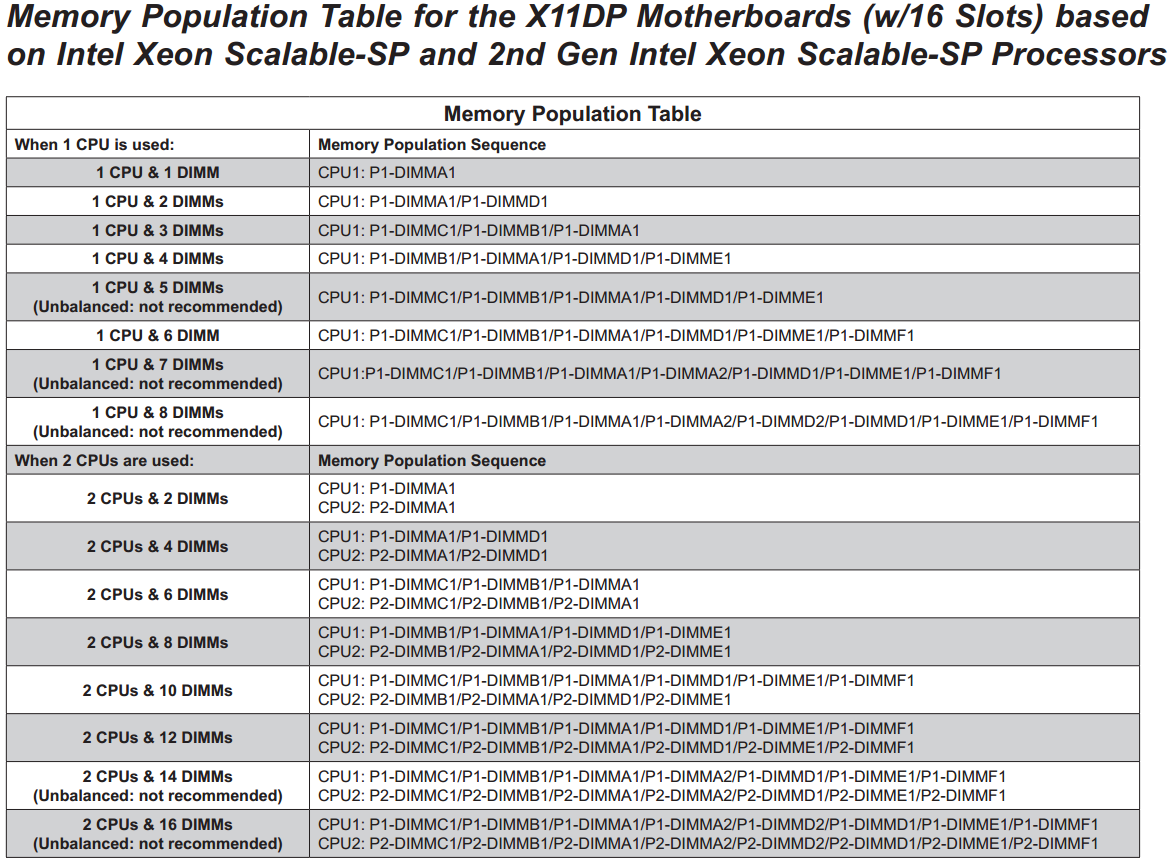 Memory Population Table for the X11DP Motherboards (w/16 Slots) based
on Intel Xeon Scalable-SP and 2nd Gen Intel Xeon Scalable-SP Processors
Memory Population Table
When 1 CPU is used: Memory Population Sequence
1 CPU & 1 DIMM CPU1: P1-DIMMA1
1 CPU & 2 DIMMs CPU1: P1-DIMMA1/P1-DIMMD1
1 CPU & 3 DIMMs CPU1: P1-DIMMC1/P1-DIMMB1/P1-DIMMA1
1 CPU & 4 DIMMs CPU1: P1-DIMMB1/P1-DIMMA1/P1-DIMMD1/P1-DIMME1
1 CPU & 5 DIMMs
(Unbalanced: not recommended)
CPU1: P1-DIMMC1/P1-DIMMB1/P1-DIMMA1/P1-DIMMD1/P1-DIMME1
1 CPU & 6 DIMM CPU1: P1-DIMMC1/P1-DIMMB1/P1-DIMMA1/P1-DIMMD1/P1-DIMME1/P1-DIMMF1
1 CPU & 7 DIMMs
(Unbalanced: not recommended)
CPU1:P1-DIMMC1/P1-DIMMB1/P1-DIMMA1/P1-DIMMA2/P1-DIMMD1/P1-DIMME1/P1-DIMMF1
1 CPU & 8 DIMMs
(Unbalanced: not recommended)
CPU1: P1-DIMMC1/P1-DIMMB1/P1-DIMMA1/P1-DIMMA2/P1-DIMMD2/P1-DIMMD1/P1-DIMME1/P1-DIMMF1
When 2 CPUs are used: Memory Population Sequence
2 CPUs & 2 DIMMs
CPU1: P1-DIMMA1
CPU2: P2-DIMMA1
2 CPUs & 4 DIMMs
CPU1: P1-DIMMA1/P1-DIMMD1
CPU2: P2-DIMMA1/P2-DIMMD1
2 CPUs & 6 DIMMs
CPU1: P1-DIMMC1/P1-DIMMB1/P1-DIMMA1
CPU2: P2-DIMMC1/P2-DIMMB1/P2-DIMMA1
2 CPUs & 8 DIMMs
CPU1: P1-DIMMB1/P1-DIMMA1/P1-DIMMD1/P1-DIMME1
CPU2: P2-DIMMB1/P2-DIMMA1/P2-DIMMD1/P2-DIMME1
2 CPUs & 10 DIMMs
CPU1: P1-DIMMC1/P1-DIMMB1/P1-DIMMA1/P1-DIMMD1/P1-DIMME1/P1-DIMMF1
CPU2: P2-DIMMB1/P2-DIMMA1/P2-DIMMD1/P2-DIMME1
2 CPUs & 12 DIMMs
CPU1: P1-DIMMC1/P1-DIMMB1/P1-DIMMA1/P1-DIMMD1/P1-DIMME1/P1-DIMMF1
CPU2: P2-DIMMC1/P2-DIMMB1/P2-DIMMA1/P2-DIMMD1/P2-DIMME1/P2-DIMMF1
2 CPUs & 14 DIMMs
(Unbalanced: not recommended)
CPU1: P1-DIMMC1/P1-DIMMB1/P1-DIMMA1/P1-DIMMA2/P1-DIMMD1/P1-DIMME1/P1-DIMMF1
CPU2: P2-DIMMC1/P2-DIMMB1/P2-DIMMA1/P2-DIMMA2/P2-DIMMD1/P2-DIMME1/P2-DIMMF1
2 CPUs & 16 DIMMs
(Unbalanced: not recommended)
CPU1: P1-DIMMC1/P1-DIMMB1/P1-DIMMA1/P1-DIMMA2/P1-DIMMD2/P1-DIMMD1/P1-DIMME1/P1-DIMMF1
CPU2: P2-DIMMC1/P2-DIMMB1/P2-DIMMA1/P2-DIMMA2/P2-DIMMD2/P2-DIMMD1/P2-DIMME1/P2-DIMMF1